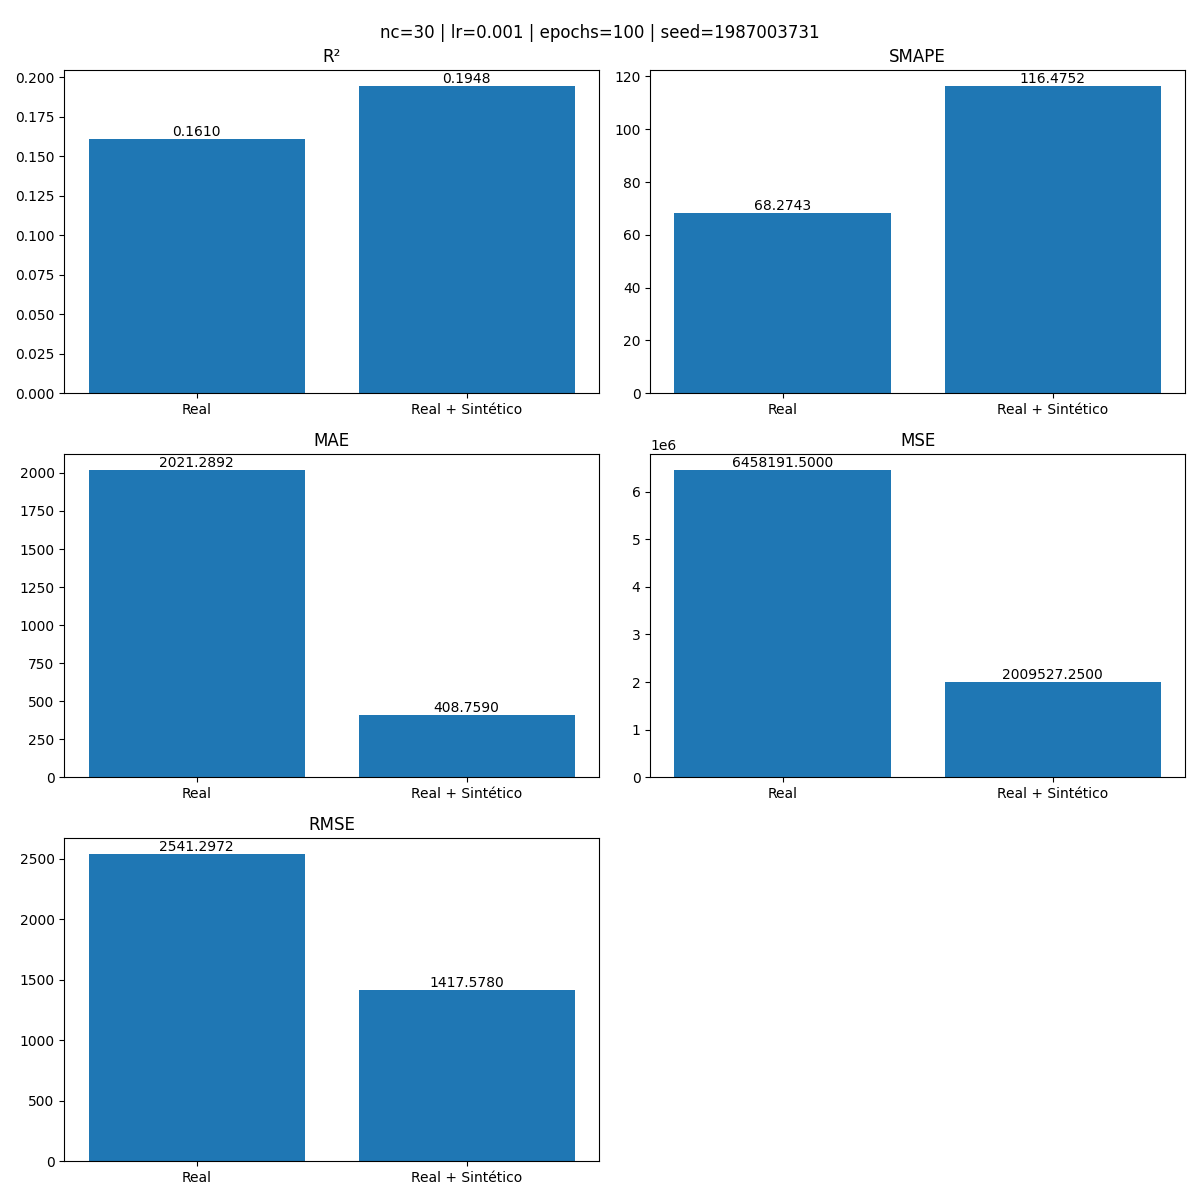 nc=30 | lr=0.001 | epochs=100 | seed=1987003731
R²
0.200
0.175
0.150
0.125
0.100
0.075
0.050
0.025
0.000
0.1610
0.1948
Real
Real + Sintético
SMAPE
120
100
80
60
40
20
0
68.2743
116.4752
Real
Real + Sintético
MAE
2000
1750
1500
1250
1000
750
500
250
0
2021.2892
408.7590
Real
Real + Sintético
MSE
1e6
6
5
4
3
2
1
0
6458191.5000
2009527.2500
Real
Real + Sintético
RMSE
2500
2000
1500
1000
500
0
2541.2972
1417.5780
Real
Real + Sintético